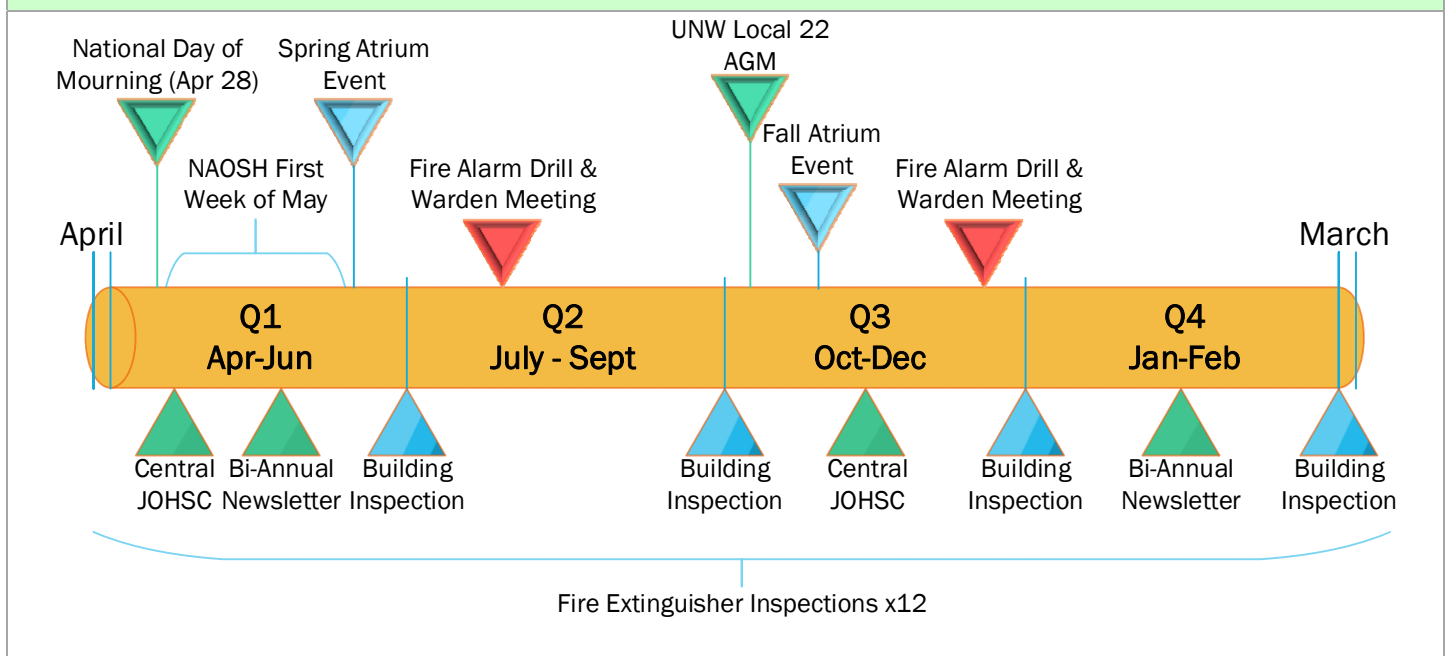 UNW Local 22
AGM
National Day of
Mourning (Apr 28)
Spring Atrium
Event
Fall Atrium
Event
NAOSH First
Week of May
Fire Alarm Drill &
Warden Meeting
Fire Alarm Drill &
Warden Meeting
April
March
Q1
Apr-Jun
Q2
July - Sept
Q3
Oct-Dec
Q4
Jan-Feb
Central
JOHSC
Bi-Annual
Newsletter
Building
Inspection
Building
Inspection
Central
JOHSC
Building
Inspection
Bi-Annual
Newsletter
Building
Inspection
Fire Extinguisher Inspections x12